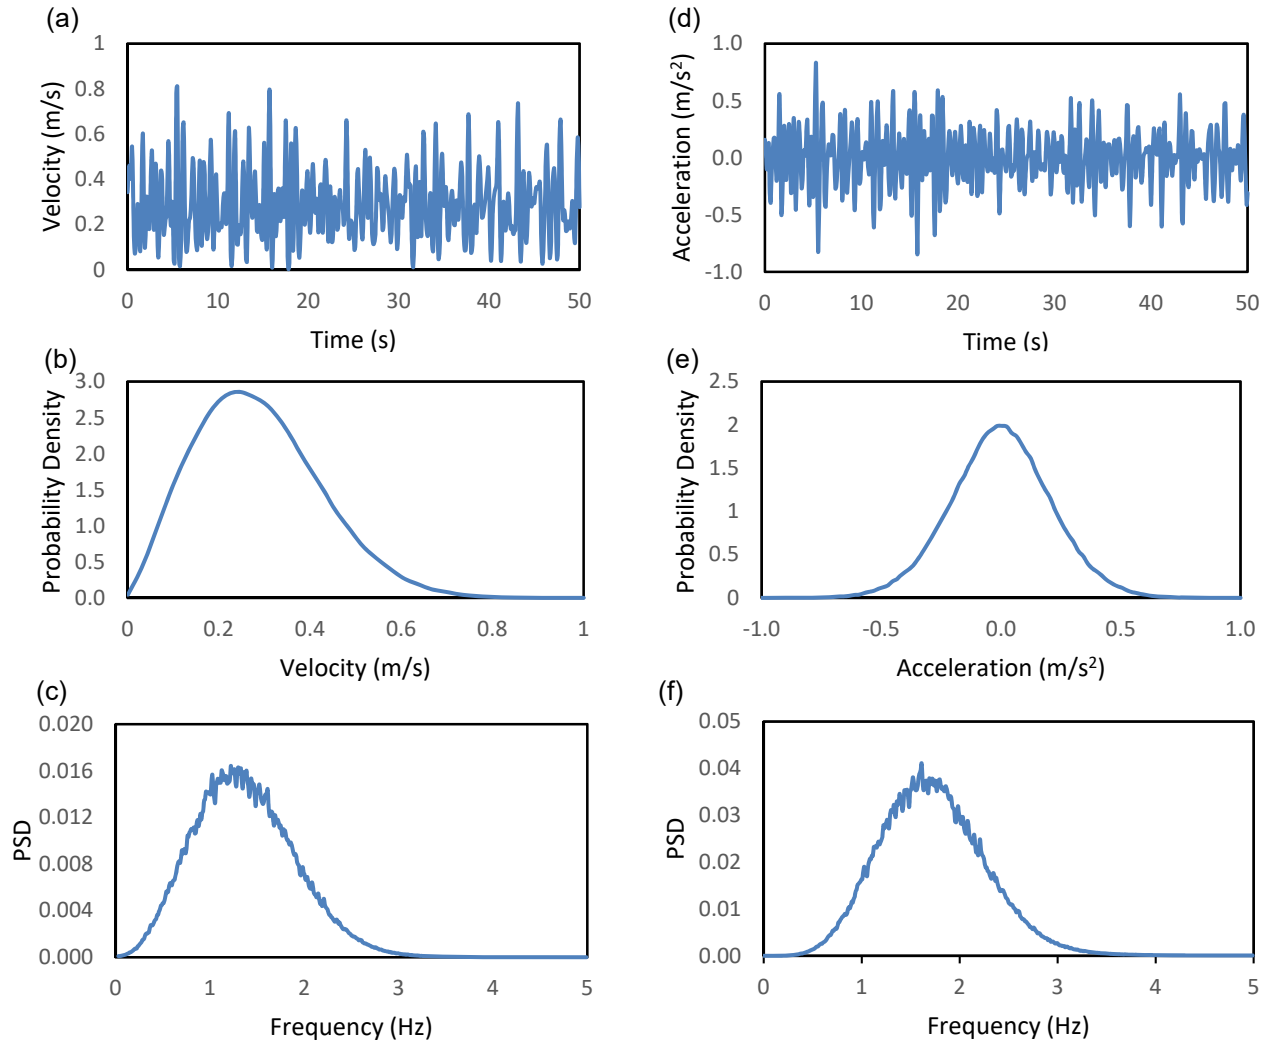 (a)
Velocity (m/s)
1
0.8
0.6
0.4
0.2
0
0 10 20 30 40 50
Time (s)
(d)
Acceleration (m/s²)
1.0
0.5
0.0
-0.5
-1.0
0 10 20 30 40 50
Time (s)
(b)
Probability Density
3.0
2.5
2.0
1.5
1.0
0.5
0.0
0 0.2 0.4 0.6 0.8 1
Velocity (m/s)
(e)
Probability Density
2.5
2
1.5
1
0.5
0
-1.0 -0.5 0.0 0.5 1.0
Acceleration (m/s²)
(c)
PSD
0.020
0.016
0.012
0.008
0.004
0.000
0 1 2 3 4 5
Frequency (Hz)
(f)
PSD
0.05
0.04
0.03
0.02
0.01
0.00
0 1 2 3 4 5
Frequency (Hz)